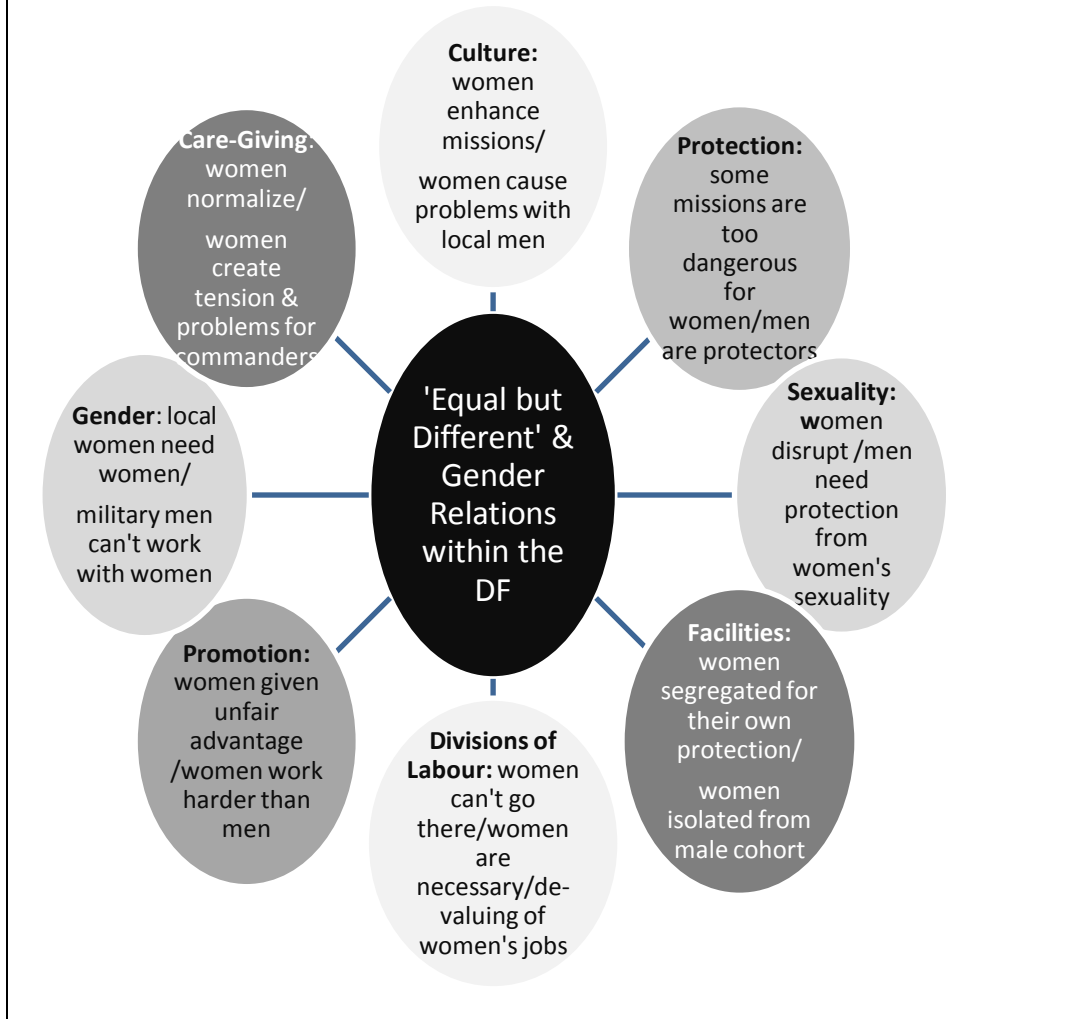 Culture:
women
enhance
missions/
women cause
problems with
local men
Protection:
some
missions are
too
dangerous
for
women/men
are protectors
Sexuality:
women
disrupt /men
need
protection
from
women's
sexuality
Facilities:
women
segregated for
their own
protection/
women
isolated from
male cohort
Divisions of
Labour: women
can't go
there/women
are
necessary/de-
valuing of
women's jobs
Promotion:
women given
unfair
advantage
/women work
harder than
men
Gender: local
women need
women/
military men
can't work
with women
Care-Giving:
women
normalize/
women
create
tension &
problems for
commanders
'Equal but
Different' &
Gender
Relations
within the
DF